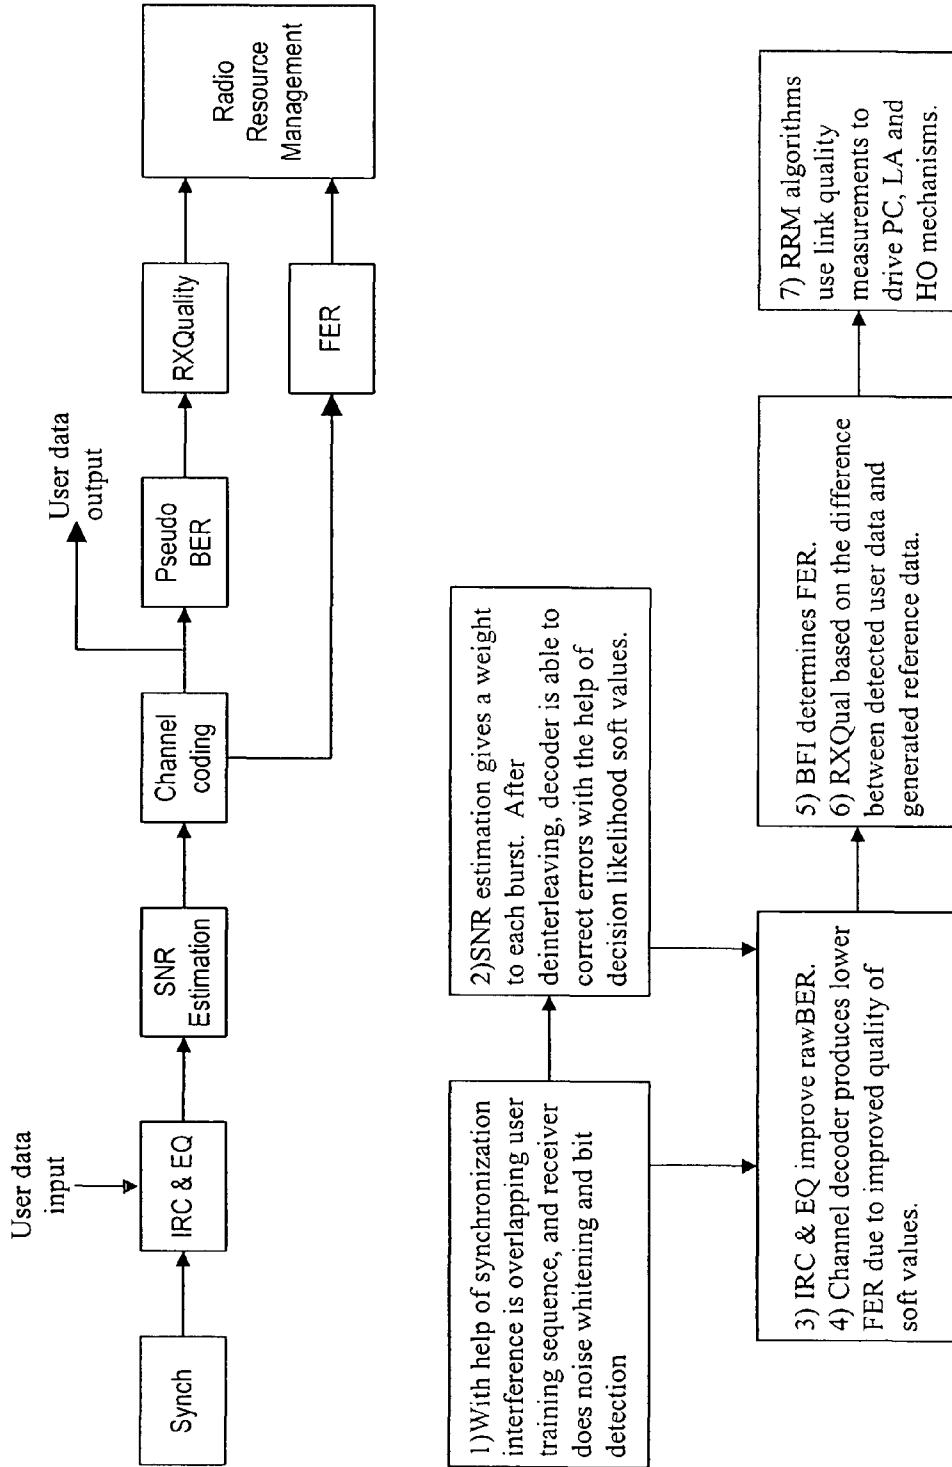 User data
input
User data
output
Synch
IRC & EQ
SNR
Estimation
Channel
coding
Pseudo
BER
RXQuality
FER
Radio
Resource
Management
1)With help of synchronization
interference is overlapping user
training sequence, and receiver
does noise whitening and bit
detection
2)SNR estimation gives a weight
to each burst. After
deinterleaving, decoder is able to
correct errors with the help of
decision likelihood soft values.
3) IRC & EQ improve rawBER.
4) Channel decoder produces lower
FER due to improved quality of
soft values.
5) BFI determines FER.
6) RXQual based on the difference
between detected user data and
generated reference data.
7) RRM algorithms
use link quality
measurements to
drive PC, LA and
HO mechanisms.